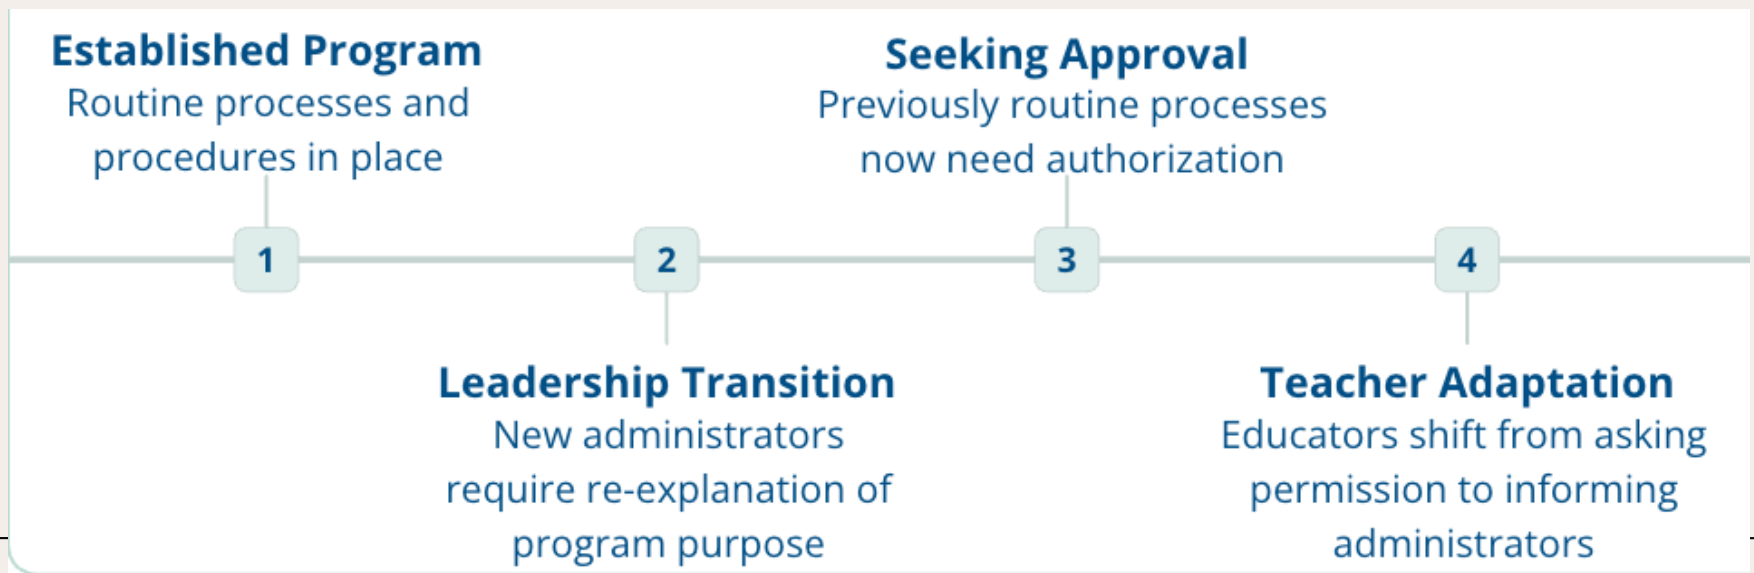 Established Program
Routine processes and
procedures in place
Seeking Approval
Previously routine processes
now need authorization
1
2
3
4
Leadership Transition
New administrators
require re-explanation of
program purpose
Teacher Adaptation
Educators shift from asking
permission to informing
administrators